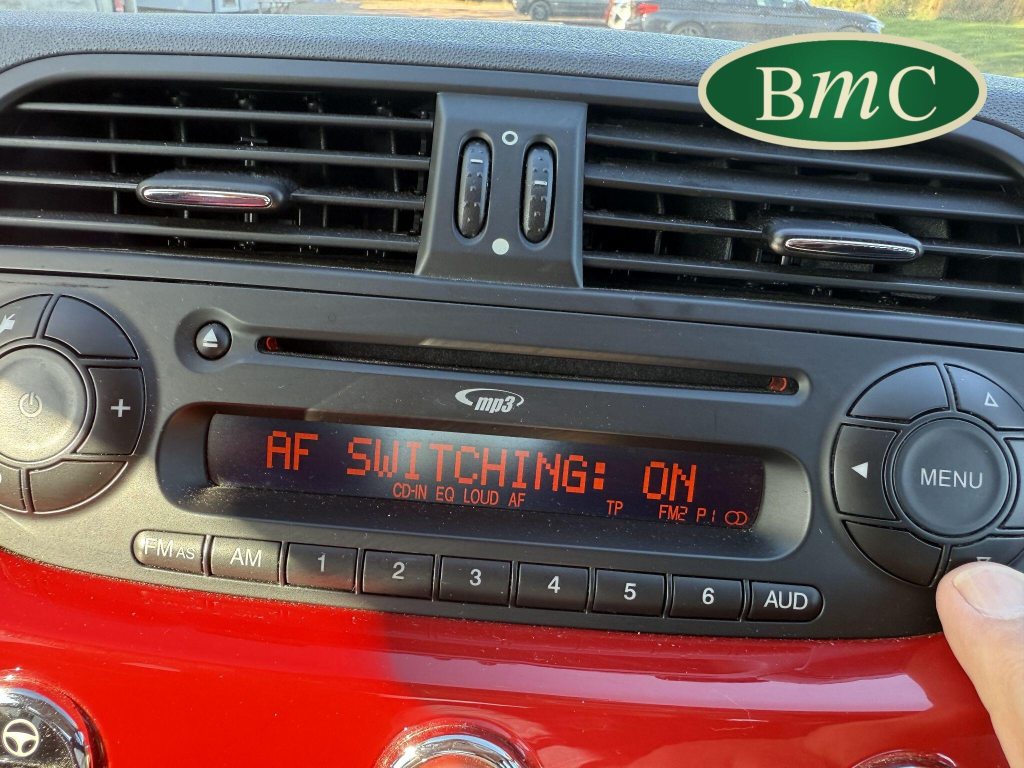 BmC
mp3
AF SWITCHING: ON
CD-IN EQ LOUD AF TP FM2 P1
MENU
FM AS AM 1 2 3 4 5 6 AUD